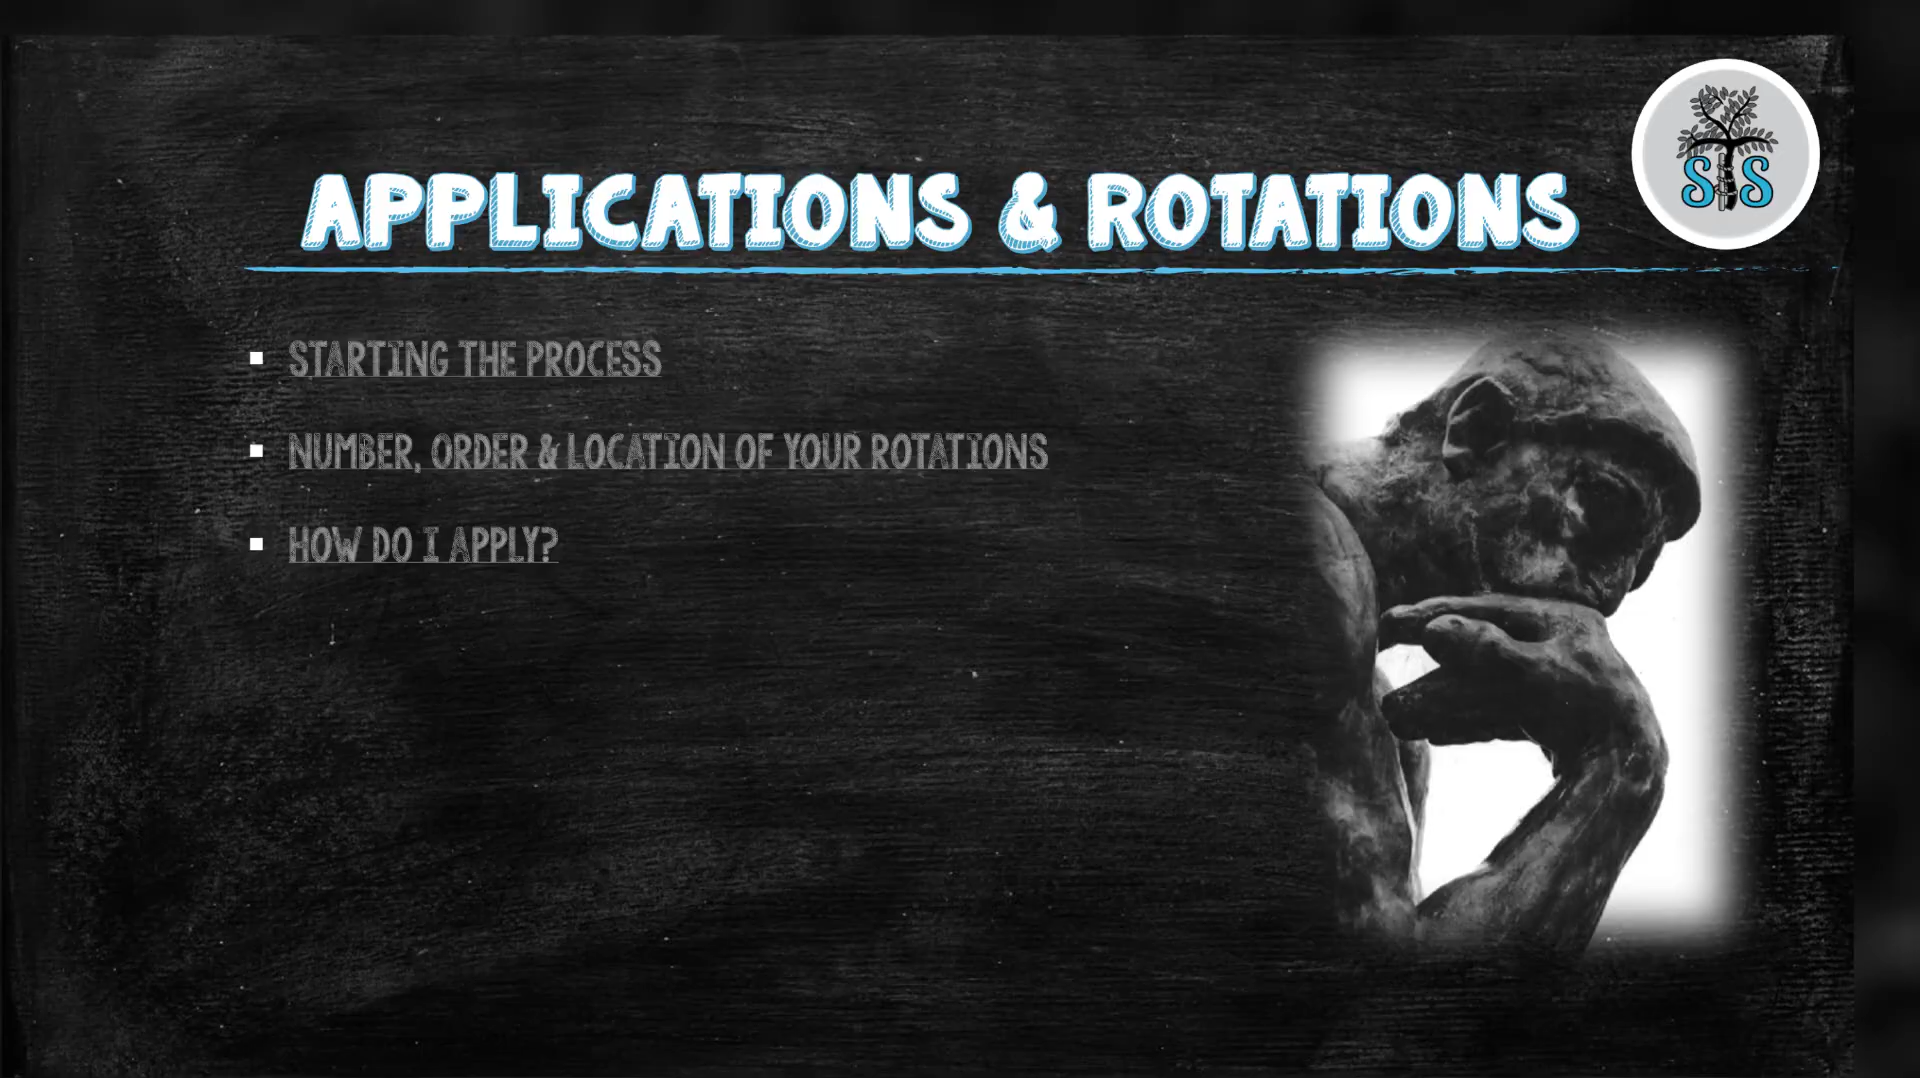 APPLICATIONS & ROTATIONS
SS
STARTING THE PROCESS
NUMBER, ORDER & LOCATION OF YOUR ROTATIONS
HOW DO I APPLY?